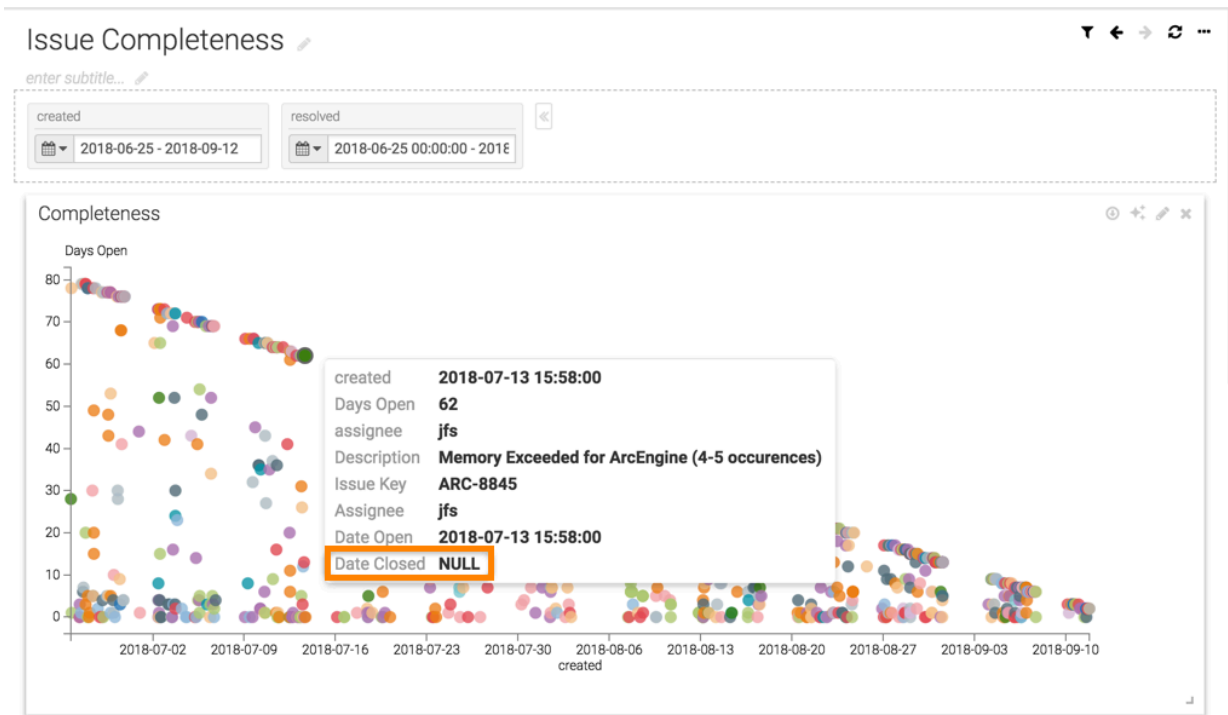 Issue Completeness
enter subtitle...
created
resolved
2018-06-25 - 2018-09-12
2018-06-25 00:00:00 - 2018
Completeness
Days Open
80
70
60
50
40
30
20
10
0
created 2018-07-13 15:58:00
Days Open 62
assignee jfs
Description Memory Exceeded for ArcEngine (4-5 occurences)
Issue Key ARC-8845
Assignee jfs
Date Open 2018-07-13 15:58:00
Date Closed NULL
2018-07-02 2018-07-09 2018-07-16 2018-07-23 2018-07-30 2018-08-06 2018-08-13 2018-08-20 2018-08-27 2018-09-03 2018-09-10
created